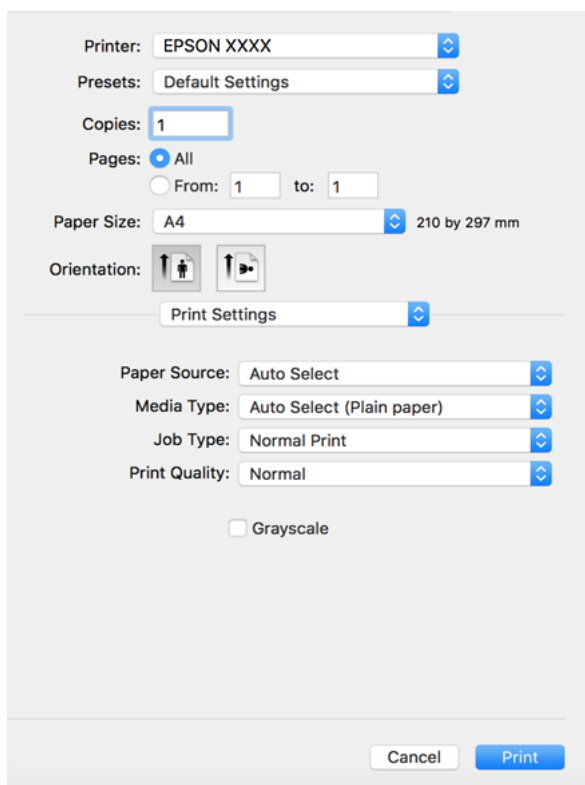 Printer: EPSON XXXX
Presets: Default Settings
Copies: 1
Pages: All
From: 1 to: 1
Paper Size: A4 210 by 297 mm
Orientation:
Print Settings
Paper Source: Auto Select
Media Type: Auto Select (Plain paper)
Job Type: Normal Print
Print Quality: Normal
Grayscale
Cancel Print